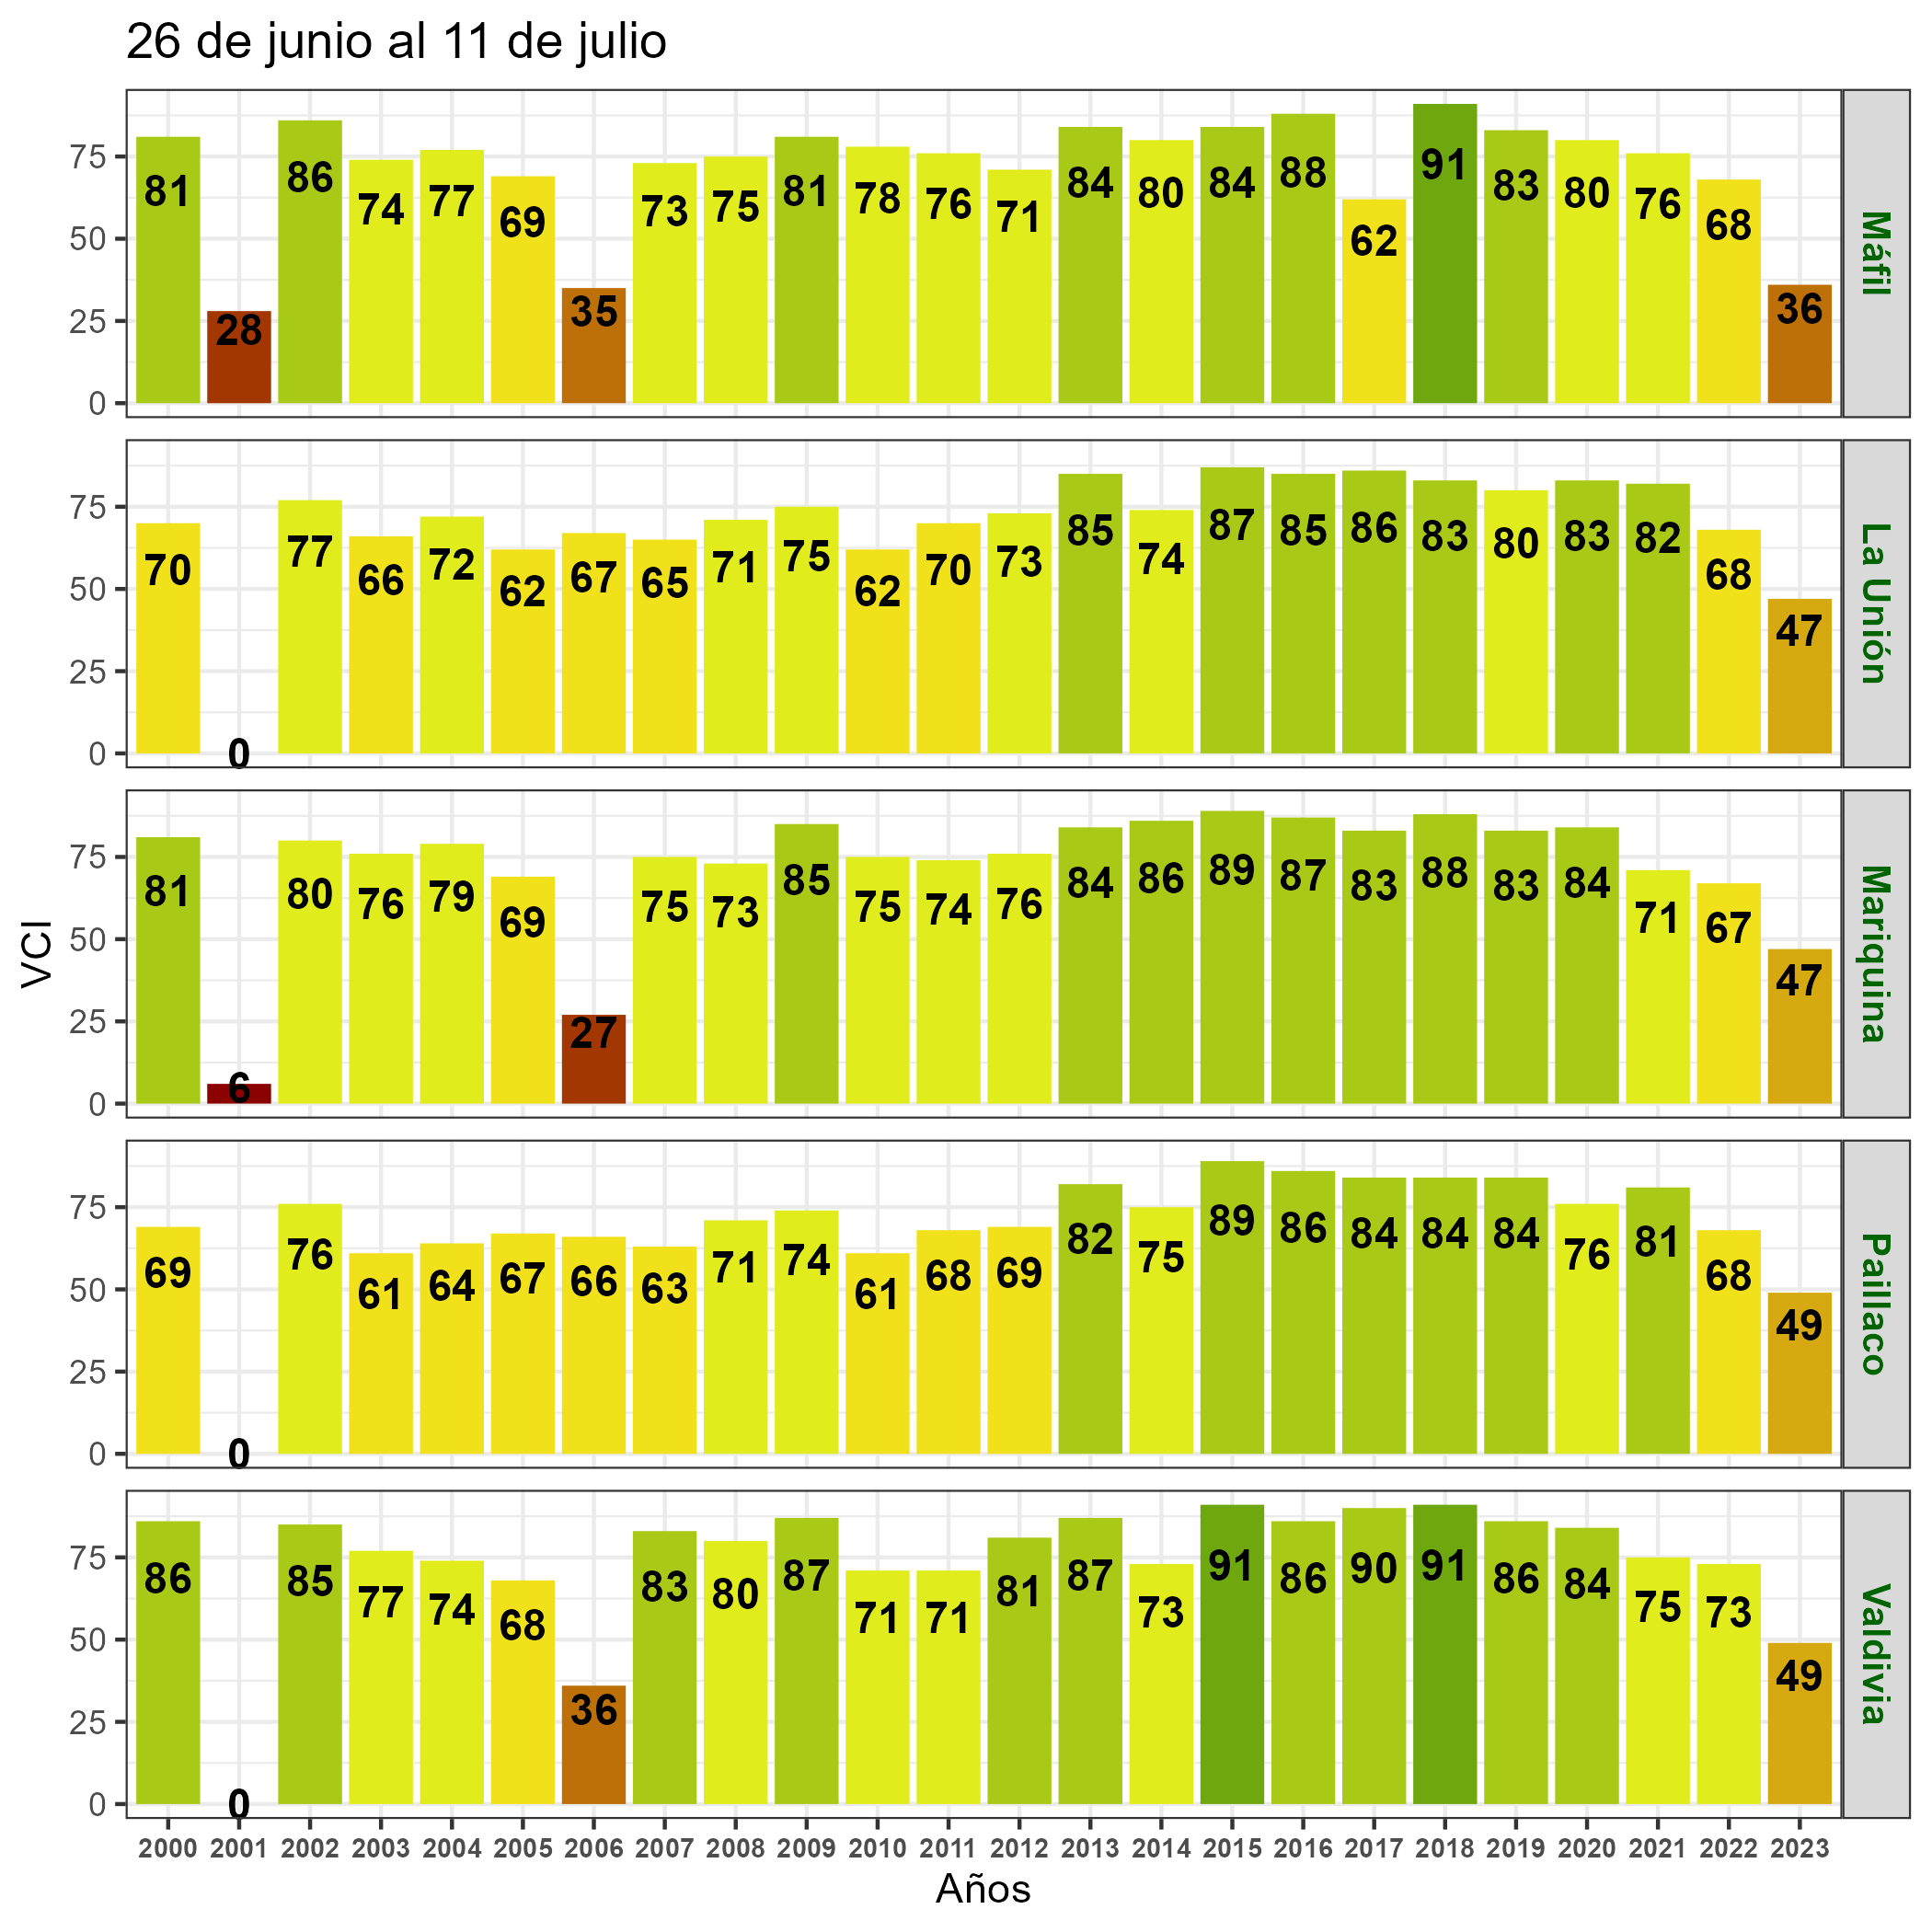 26 de junio al 11 de julio
VCI
75
50
25
0
81 28 86 74 77 69 35 73 75 81 78 76 71 84 80 84 88 62 91 83 80 76 68 36
Máfil
75
50
25
0
70 0 77 66 72 62 67 65 71 75 62 70 73 85 74 87 85 86 83 80 83 82 68 47
La Unión
75
50
25
0
81 6 80 76 79 69 27 75 73 85 75 74 76 84 86 89 87 83 88 83 84 71 67 47
Mariquina
75
50
25
0
69 0 76 61 64 67 66 63 71 74 61 68 69 82 75 89 86 84 84 84 76 81 68 49
Paillaco
75
50
25
0
86 0 85 77 74 68 36 83 80 87 71 71 81 87 73 91 86 90 91 86 84 75 73 49
Valdivia
2000 2001 2002 2003 2004 2005 2006 2007 2008 2009 2010 2011 2012 2013 2014 2015 2016 2017 2018 2019 2020 2021 2022 2023
Años